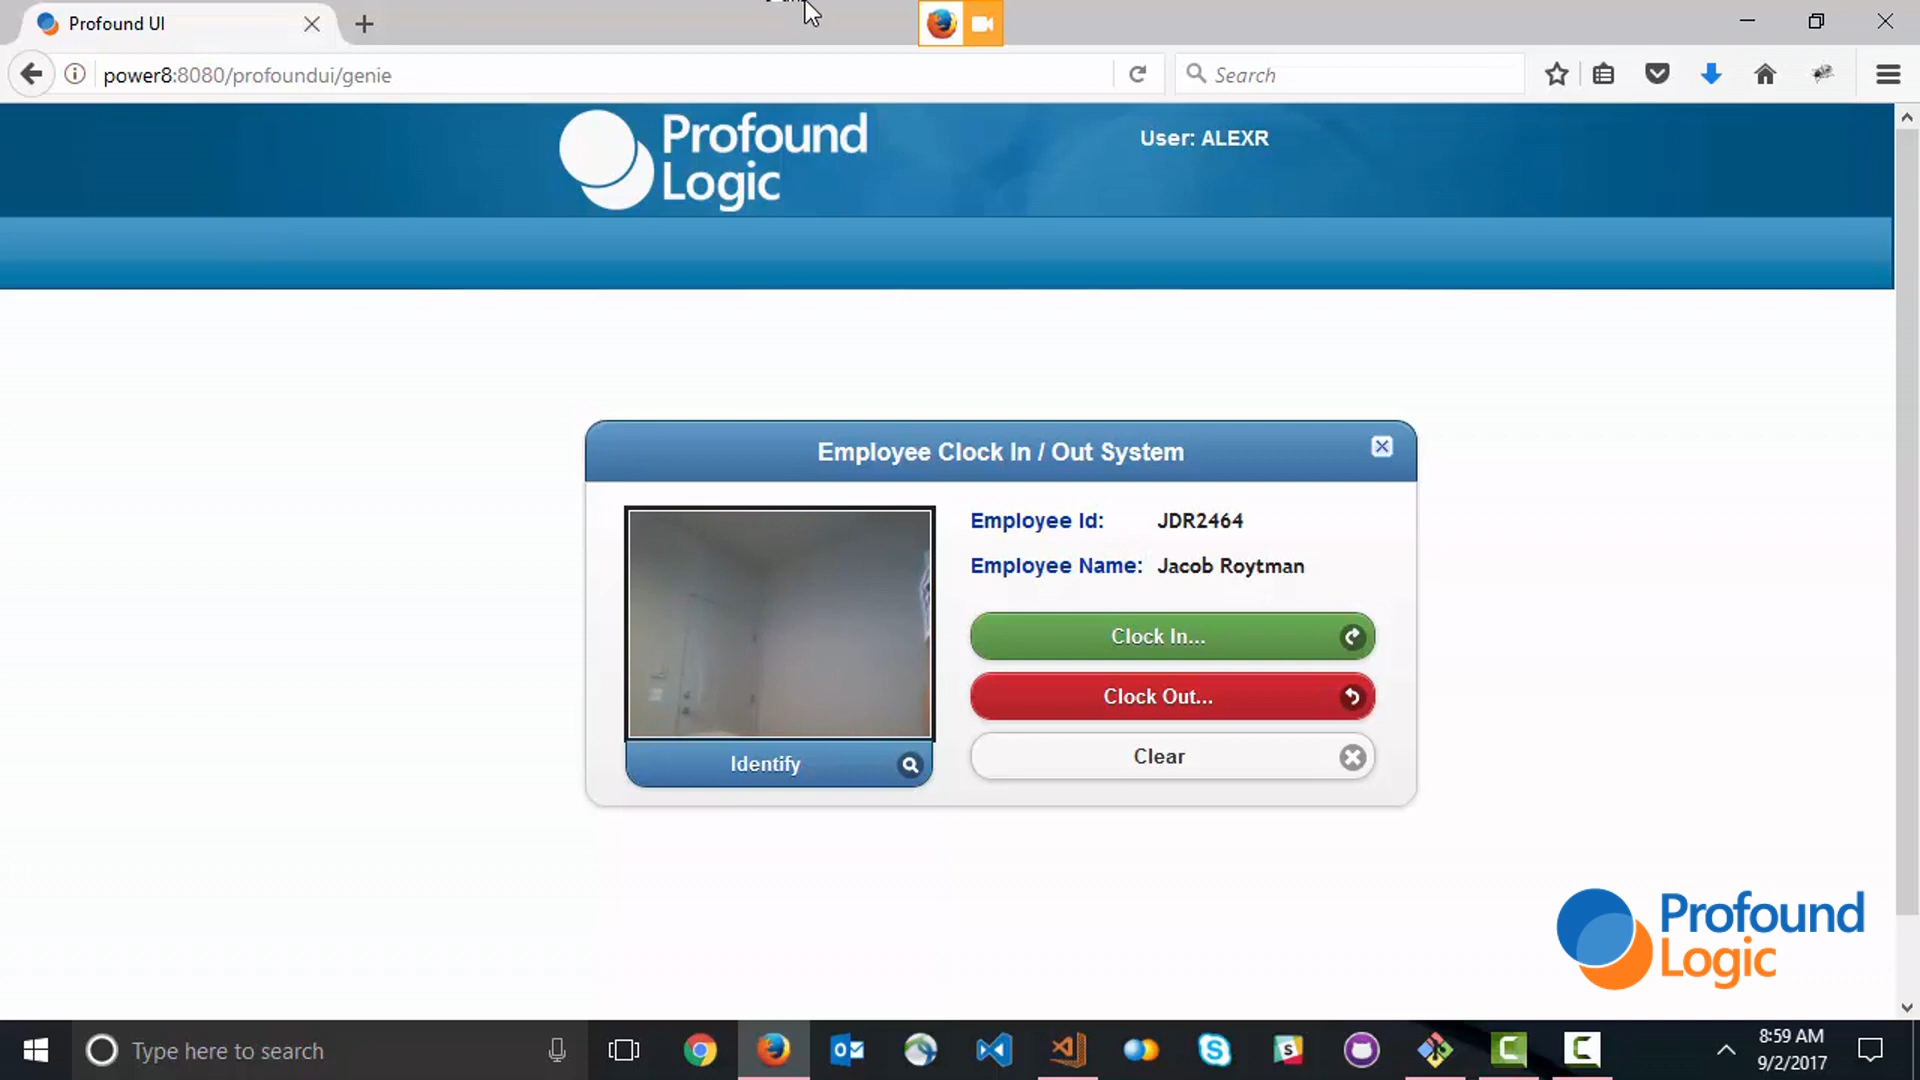 Profound UI
power8:8080/profoundui/genie
Search
Profound
Logic
User: ALEXR
Employee Clock In / Out System
Employee Id: JDR2464
Employee Name: Jacob Roytman
Clock In...
Clock Out...
Clear
Identify
Profound
Logic
Type here to search
8:59 AM
9/2/2017